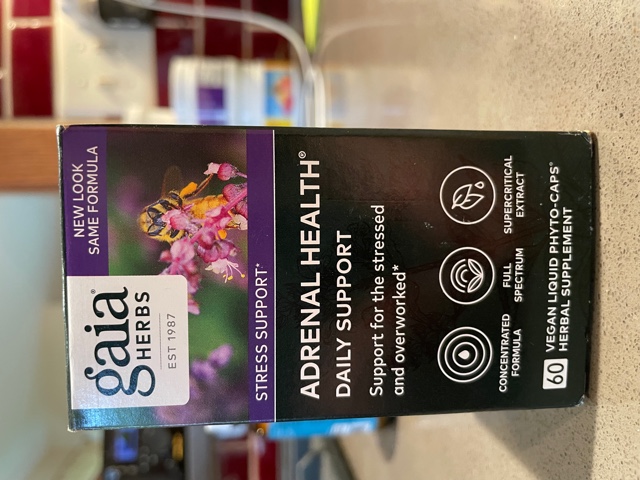 NEW LOOK
SAME FORMULA
gaia®
HERBS
EST 1987
STRESS SUPPORT*
ADRENAL HEALTH®
DAILY SUPPORT
Support for the stressed
and overworked*
CONCENTRATED
FORMULA
FULL
SPECTRUM
SUPERCRITICAL
EXTRACT
60 VEGAN LIQUID PHYTO-CAPS®
HERBAL SUPPLEMENT